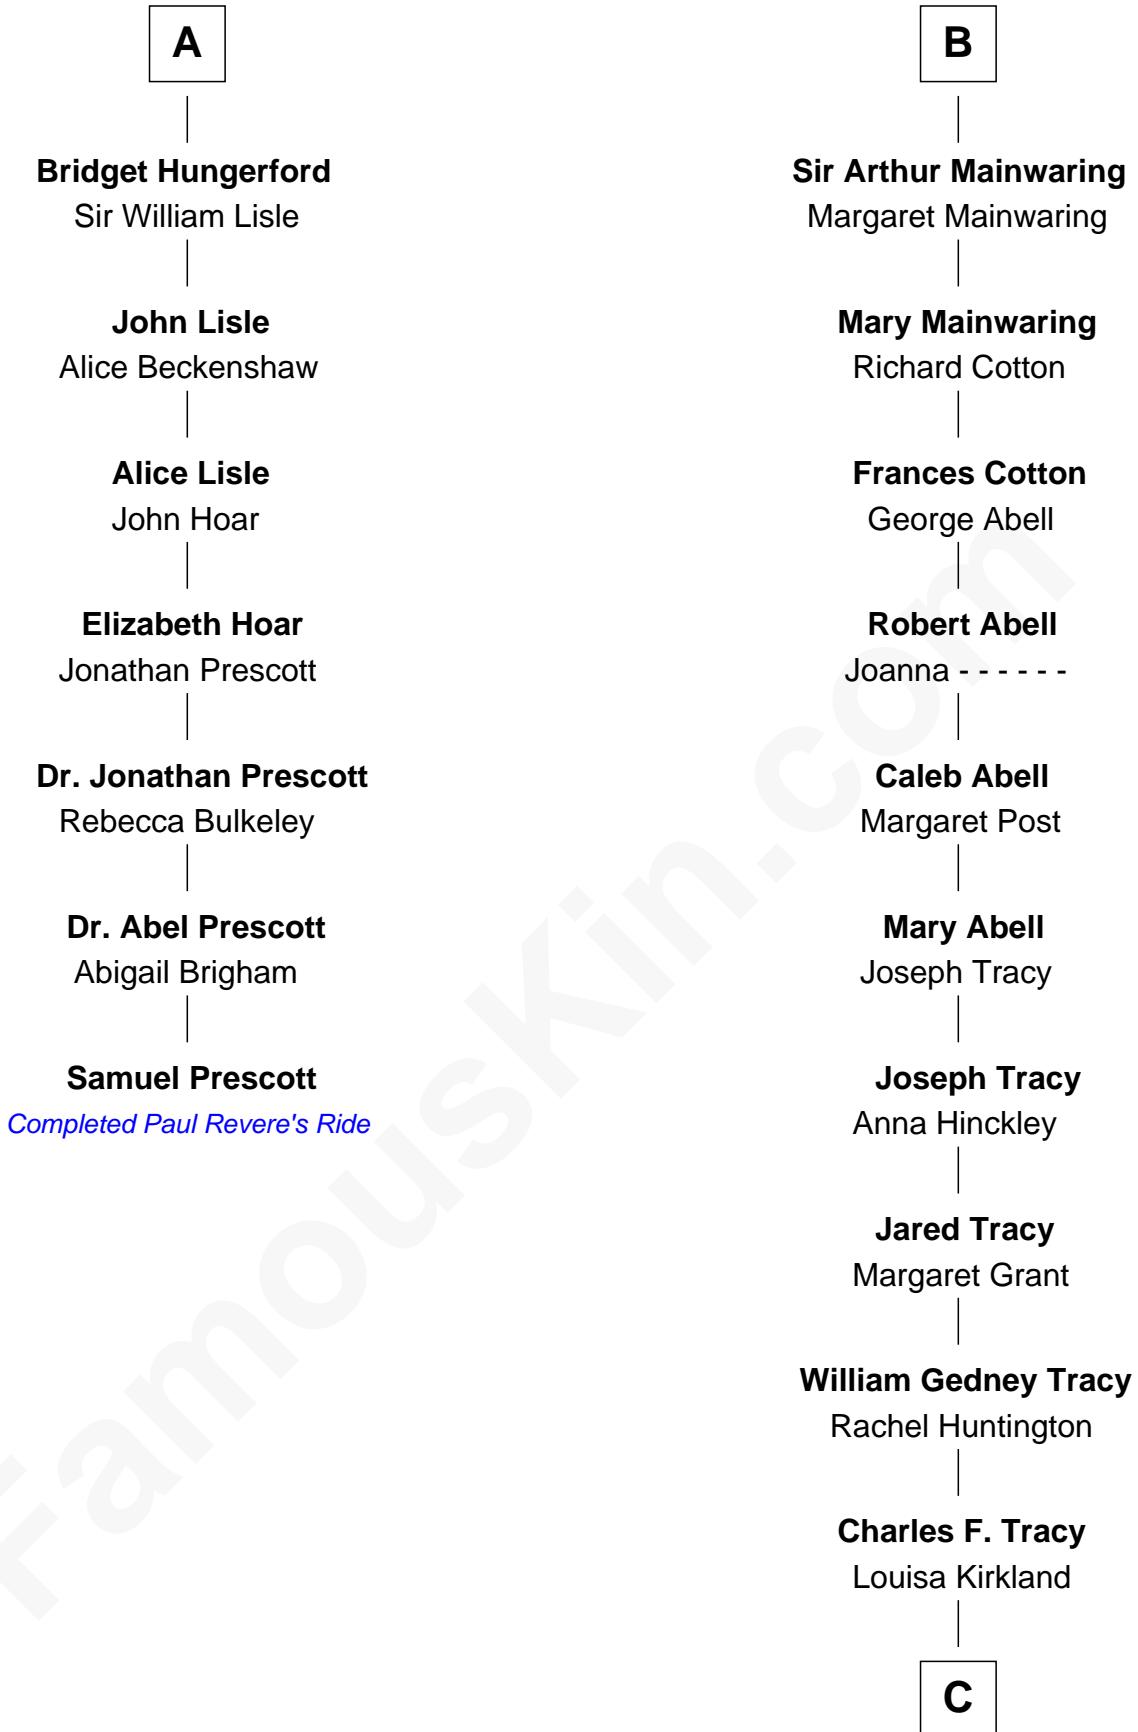 A
Bridget Hungerford
Sir William Lisle
John Lisle
Alice Beckenshaw
Alice Lisle
John Hoar
Elizabeth Hoar
Jonathan Prescott
Dr. Jonathan Prescott
Rebecca Bulkeley
Dr. Abel Prescott
Abigail Brigham
Samuel Prescott
Completed Paul Revere's Ride
B
Sir Arthur Mainwaring
Margaret Mainwaring
Mary Mainwaring
Richard Cotton
Frances Cotton
George Abell
Robert Abell
Joanna - - - - - -
Caleb Abell
Margaret Post
Mary Abell
Joseph Tracy
Joseph Tracy
Anna Hinckley
Jared Tracy
Margaret Grant
William Gedney Tracy
Rachel Huntington
Charles F. Tracy
Louisa Kirkland
C
FamousKin.com